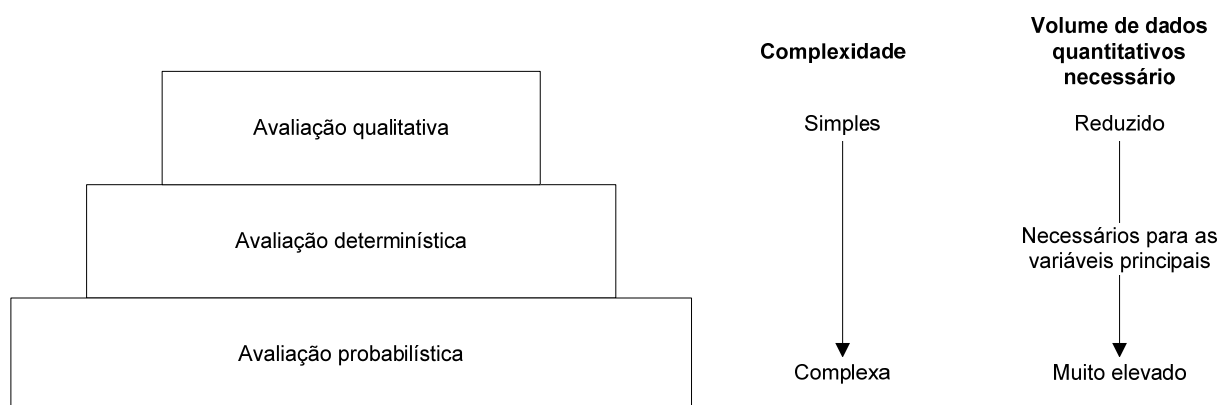 Complexidade
Volume de dados
quantitativos
necessário
Avaliação qualitativa
Simples
Reduzido
Avaliação determinística
Necessários para as
variáveis principais
Avaliação probabilística
Complexa
Muito elevado